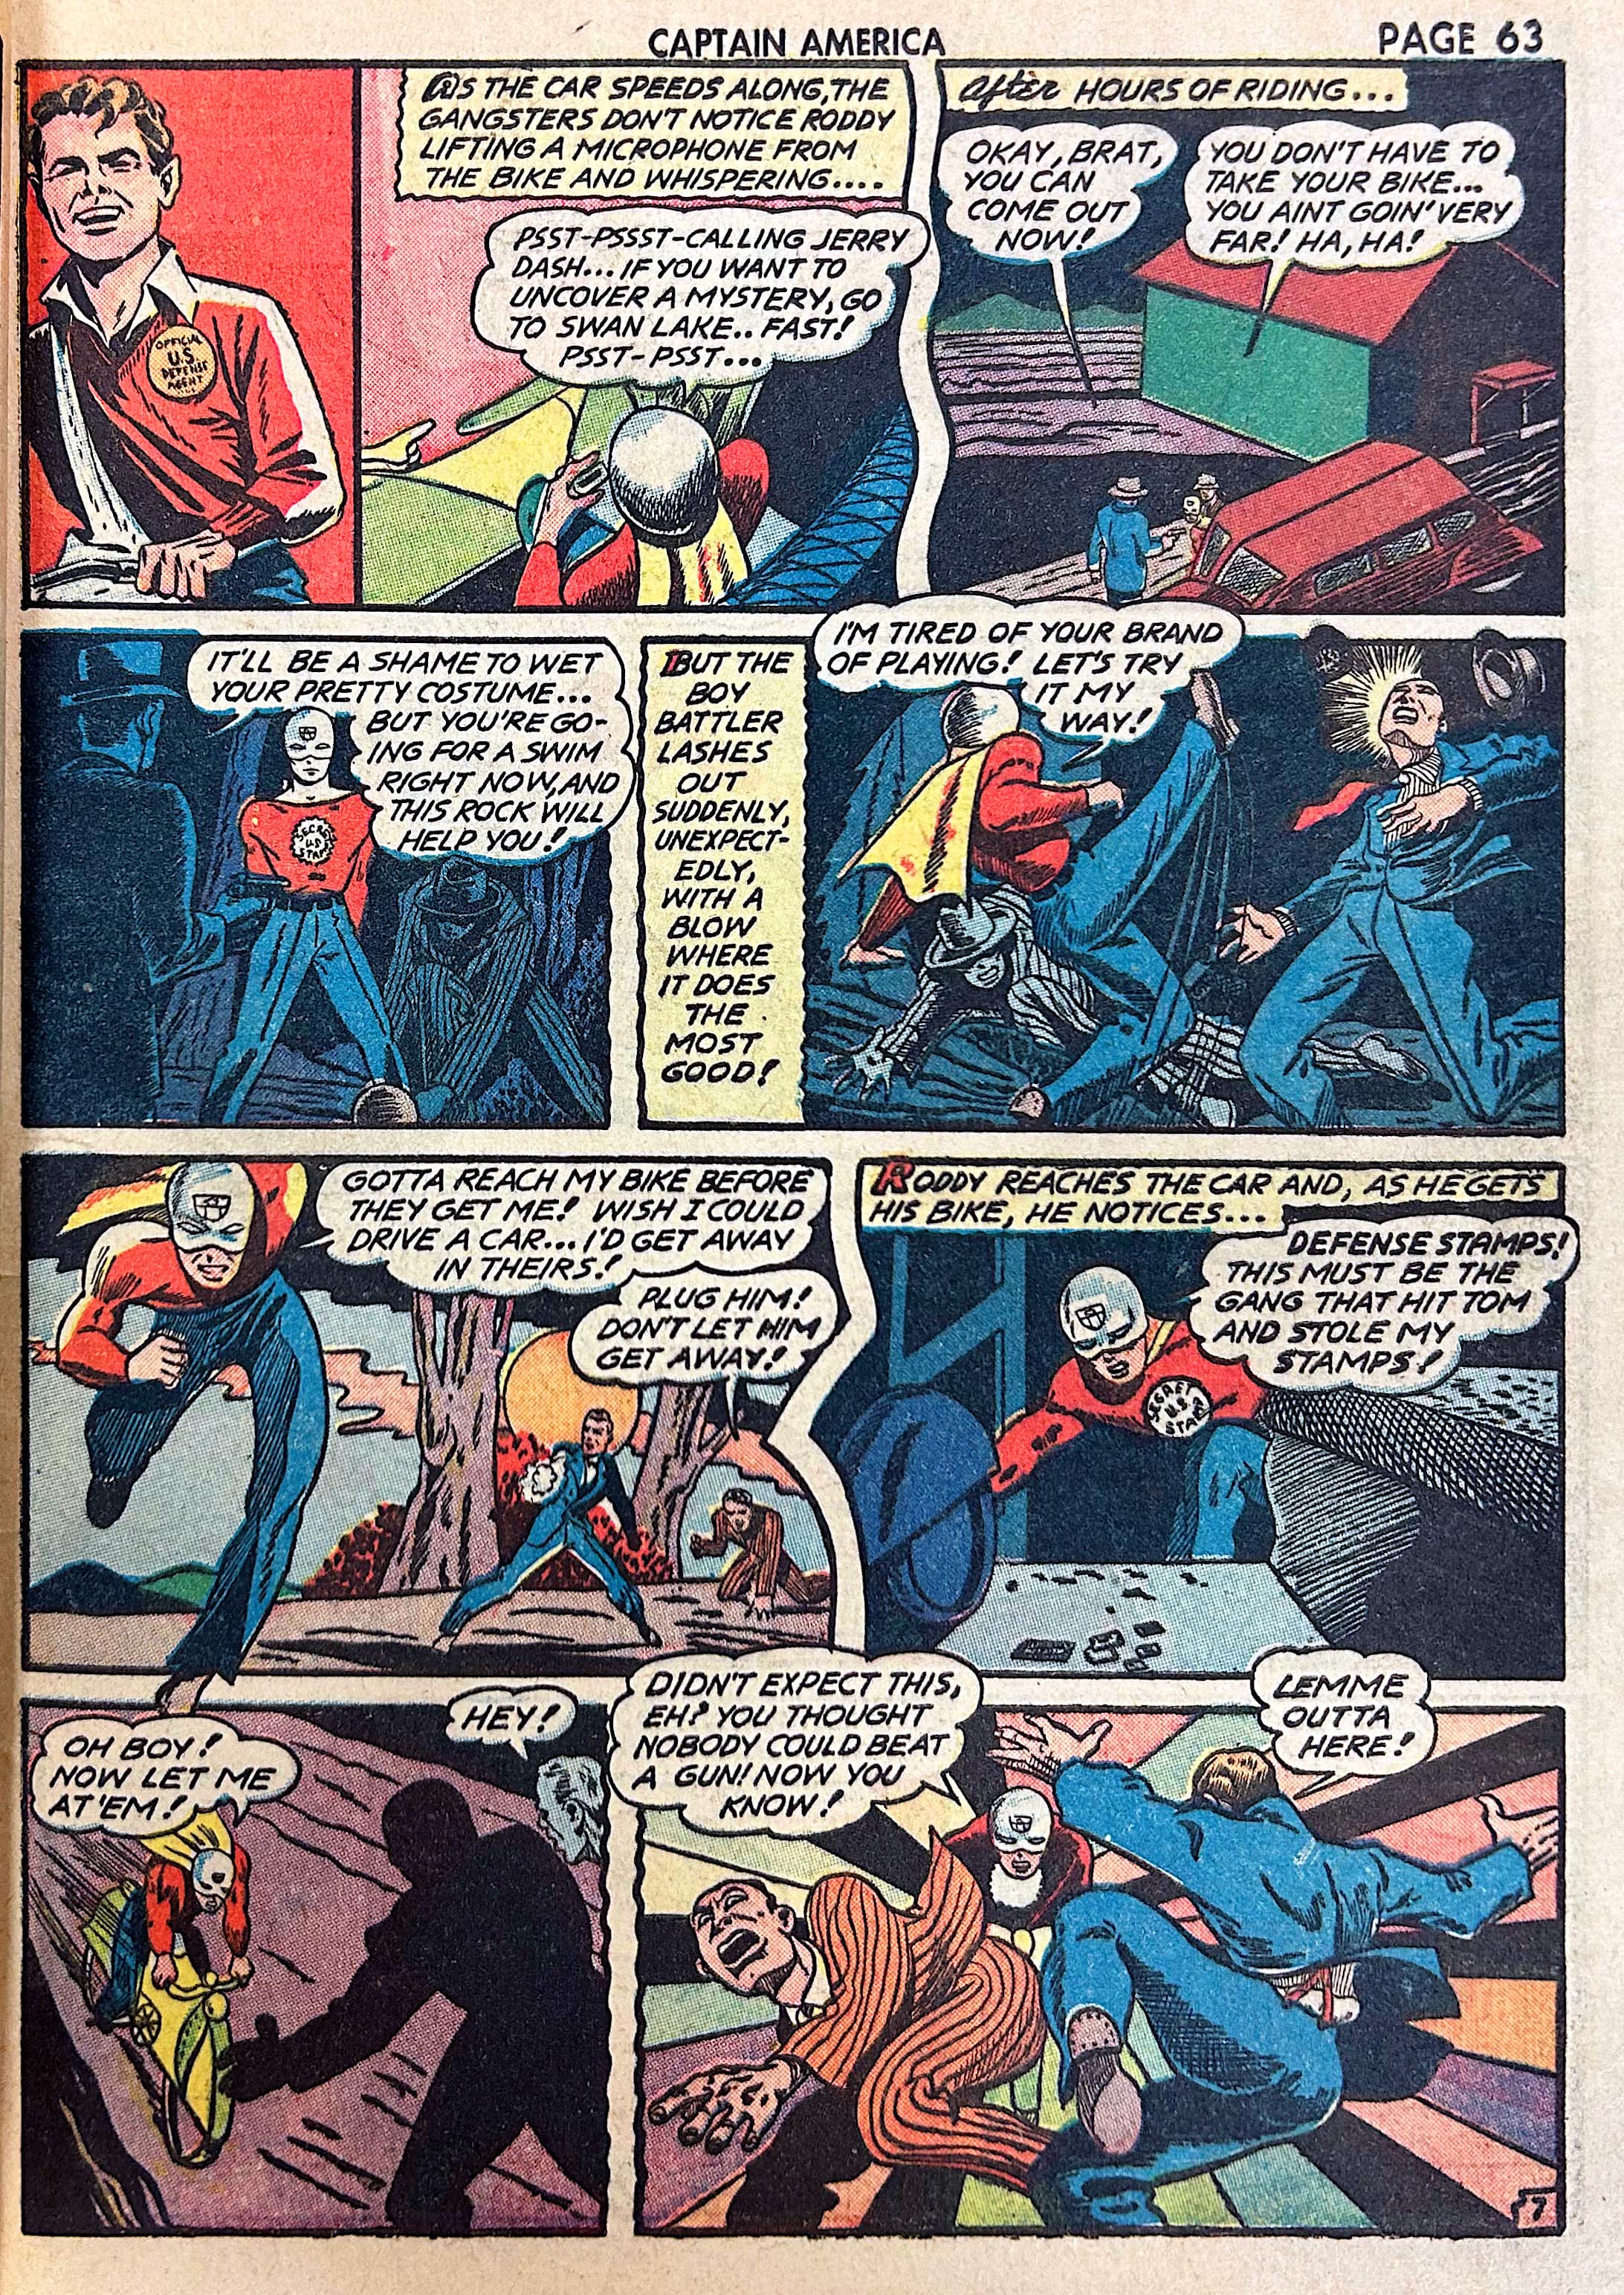 CAPTAIN AMERICA
PAGE 63
OFFICIAL
U.S.
DEFENSE
AGENT
AS THE CAR SPEEDS ALONG, THE
GANGSTERS DON'T NOTICE RODDY
LIFTING A MICROPHONE FROM
THE BIKE AND WHISPERING....
PSST-PSSST-CALLING JERRY
DASH... IF YOU WANT TO
UNCOVER A MYSTERY, GO
TO SWAN LAKE.. FAST!
PSST-PSST...
After HOURS OF RIDING...
OKAY, BRAT,
YOU CAN
COME OUT
NOW!
YOU DON'T HAVE TO
TAKE YOUR BIKE...
YOU AINT GOIN' VERY
FAR! HA, HA!
IT'LL BE A SHAME TO WET
YOUR PRETTY COSTUME...
BUT YOU'RE GO-
ING FOR A SWIM
RIGHT NOW, AND
THIS ROCK WILL
HELP YOU!
SECRET
U.S.
STAMP
BUT THE
BOY
BATTLER
LASHES
OUT
SUDDENLY,
UNEXPECT-
EDLY,
WITH A
BLOW
WHERE
IT DOES
THE
MOST
GOOD!
I'M TIRED OF YOUR BRAND
OF PLAYING! LET'S TRY
IT MY
WAY!
GOTTA REACH MY BIKE BEFORE
THEY GET ME! WISH I COULD
DRIVE A CAR... I'D GET AWAY
IN THEIRS!
PLUG HIM!
DON'T LET HIM
GET AWAY!
RODDY REACHES THE CAR AND, AS HE GETS
HIS BIKE, HE NOTICES...
DEFENSE STAMPS!
THIS MUST BE THE
GANG THAT HIT TOM
AND STOLE MY
STAMPS!
SECRET
U.S.
STAMP
OH BOY!
NOW LET ME
AT 'EM!
HEY!
DIDN'T EXPECT THIS,
EH? YOU THOUGHT
NOBODY COULD BEAT
A GUN! NOW YOU
KNOW!
LEMME
OUTTA
HERE!
7